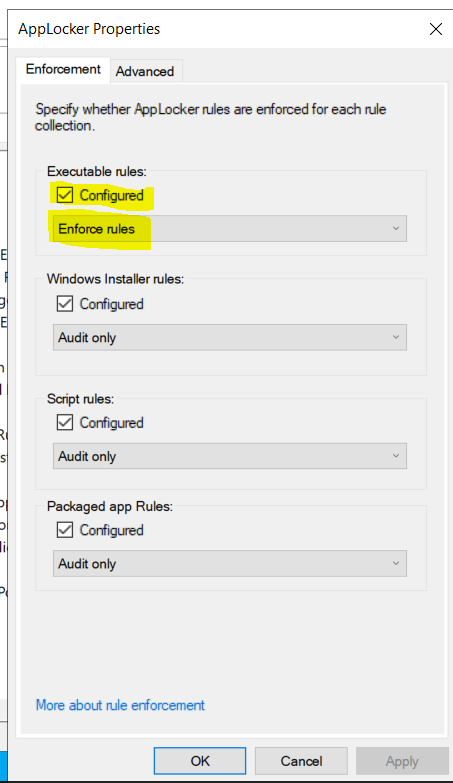 AppLocker Properties
Enforcement
Advanced
Specify whether AppLocker rules are enforced for each rule
collection.
Executable rules:
Configured
Enforce rules
Windows Installer rules:
Configured
Audit only
Script rules:
Configured
Audit only
Packaged app Rules:
Configured
Audit only
More about rule enforcement
OK
Cancel
Apply